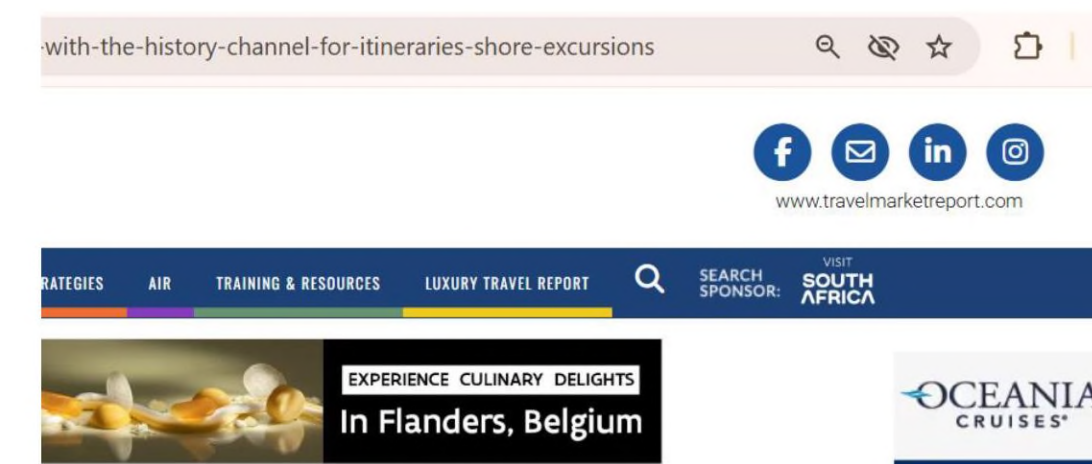 -with-the-history-channel-for-itineraries-shore-excursions
f
in
www.travelmarketreport.com
RATEGIES AIR TRAINING & RESOURCES LUXURY TRAVEL REPORT
SEARCH
SPONSOR:
VISIT
SOUTH
AFRICA
EXPERIENCE CULINARY DELIGHTS
In Flanders, Belgium
OCEANIA
CRUISES®